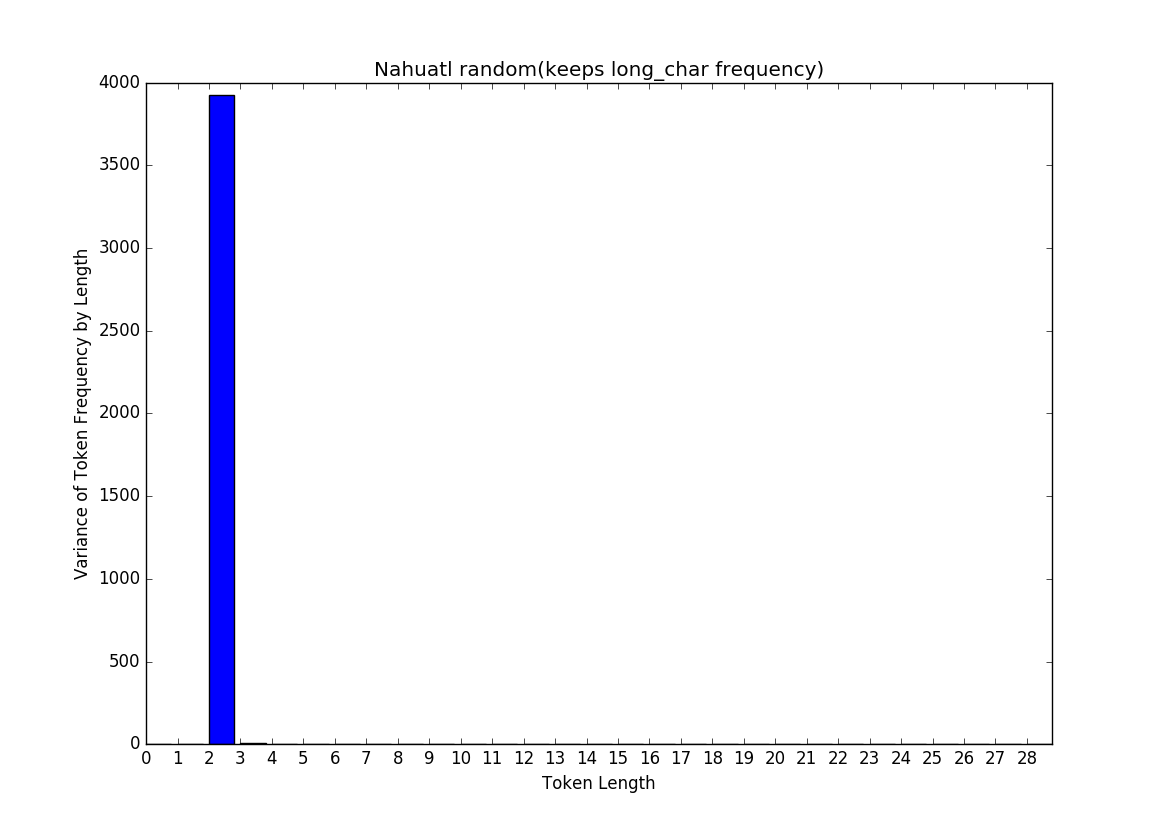 Nahuatl random(keeps long_char frequency)
4000
3500
3000
2500
2000
1500
1000
500
0
Variance of Token Frequency by Length
0 1 2 3 4 5 6 7 8 9 10 11 12 13 14 15 16 17 18 19 20 21 22 23 24 25 26 27 28
Token Length